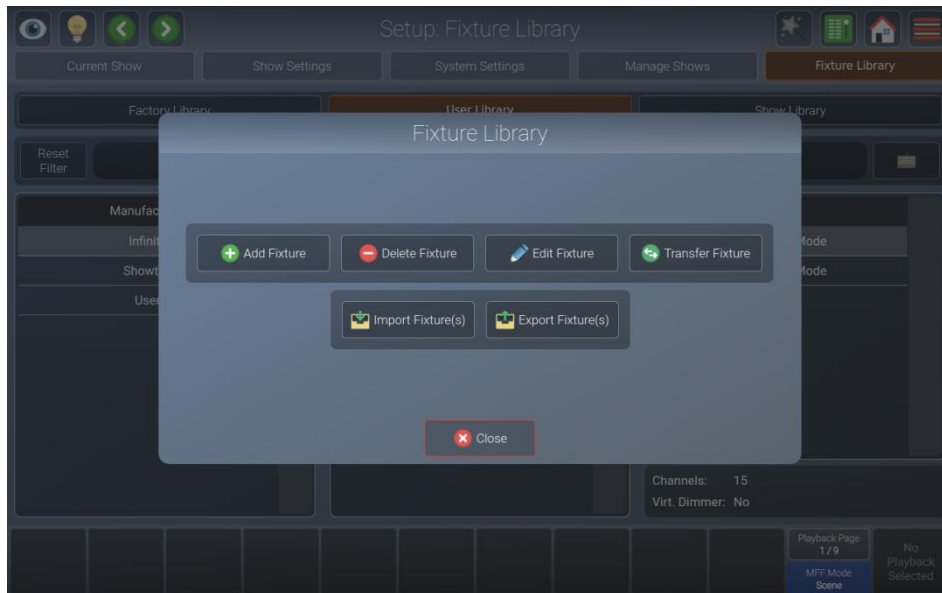 Setup: Fixture Library
Current Show
Show Settings
System Settings
Manage Shows
Fixture Library
Factory Library
User Library
Show Library
Fixture Library
Reset
Filter
Manufac
Infinit
Mode
Showt
Mode
User
Add Fixture
Delete Fixture
Edit Fixture
Transfer Fixture
Import Fixture(s)
Export Fixture(s)
Close
Channels: 15
Virt. Dimmer: No
Playback Page
1 / 9
MFF Mode
Scene
No
Playback
Selected